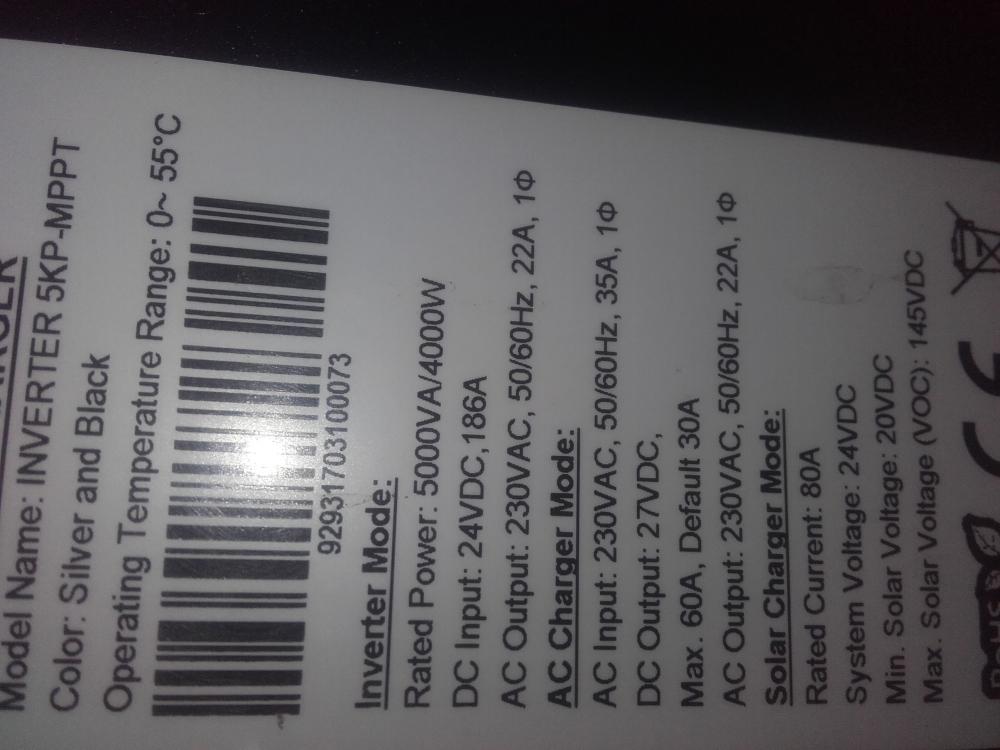 Model Name: INVERTER 5KP-MPPT
Color: Silver and Black
Operating Temperature Range: 0~ 55°C
92931703100073
Inverter Mode:
Rated Power: 5000VA/4000W
DC Input: 24VDC,186A
AC Output: 230VAC, 50/60Hz, 22A, 1Φ
AC Charger Mode:
AC Input: 230VAC, 50/60Hz, 35A, 1Φ
DC Output: 27VDC,
Max. 60A, Default 30A
AC Output: 230VAC, 50/60Hz, 22A, 1Φ
Solar Charger Mode:
Rated Current: 80A
System Voltage: 24VDC
Min. Solar Voltage: 20VDC
Max. Solar Voltage (VOC): 145VDC
RoHS CE